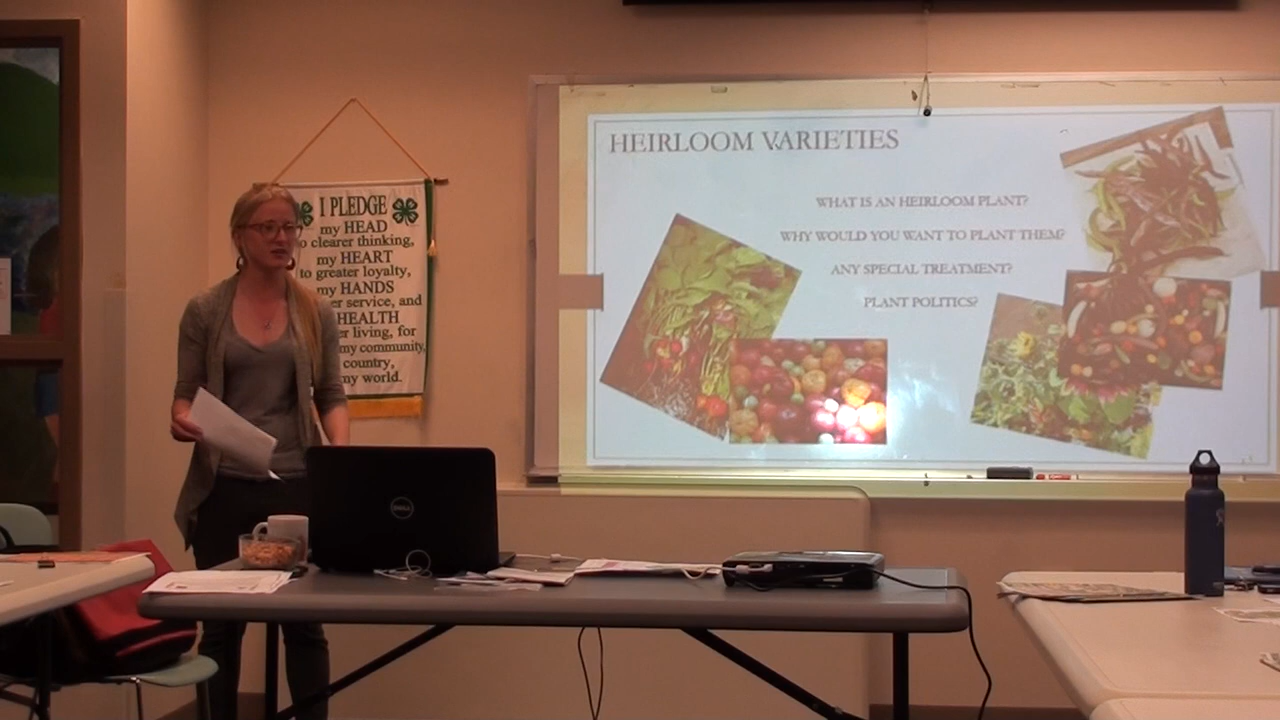 HEIRLOOM VARIETIES
WHAT IS AN HEIRLOOM PLANT?
WHY WOULD YOU WANT TO PLANT THEM?
ANY SPECIAL TREATMENT?
PLANT POLITICS?
I PLEDGE
my HEAD
o clearer thinking,
my HEART
to greater loyalty,
my HANDS
er service, and
HEALTH
er living, for
my community,
country,
my world.
DELL